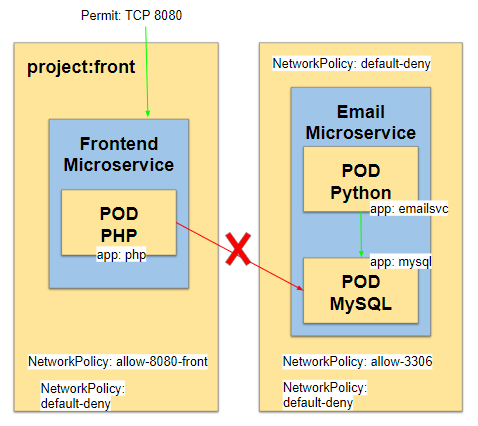 Permit: TCP 8080
project:front
Frontend
Microservice
POD
PHP
app: php
NetworkPolicy: allow-8080-front
NetworkPolicy:
default-deny
NetworkPolicy: default-deny
Email
Microservice
POD
Python
app: emailsvc
app: mysql
POD
MySQL
NetworkPolicy: allow-3306
NetworkPolicy:
default-deny